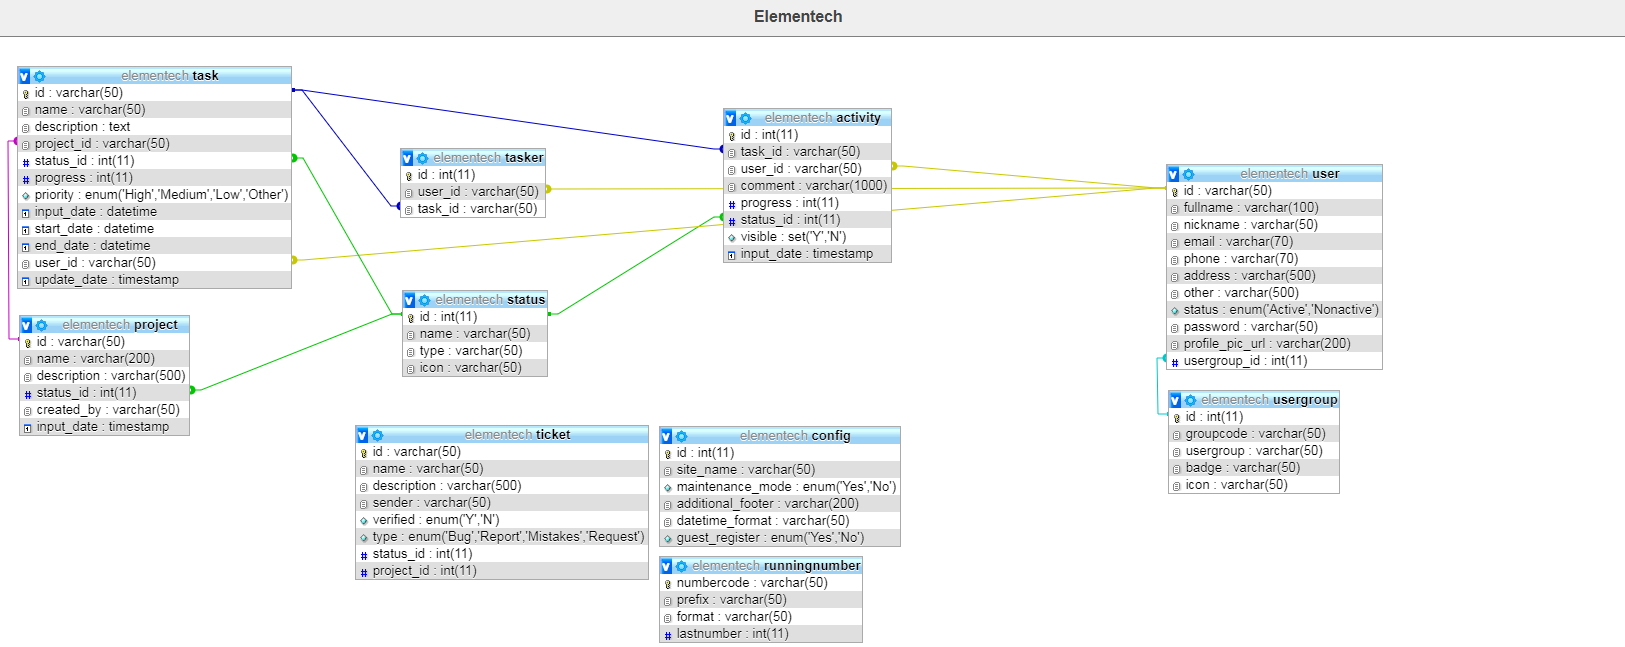 Elementech
elementech task
id : varchar(50)
name : varchar(50)
description : text
project_id : varchar(50)
status_id : int(11)
progress : int(11)
priority : enum('High','Medium','Low','Other')
input_date : datetime
start_date : datetime
end_date : datetime
user_id : varchar(50)
update_date : timestamp
elementech project
id : varchar(50)
name : varchar(200)
description : varchar(500)
status_id : int(11)
created_by : varchar(50)
input_date : timestamp
elementech tasker
id : int(11)
user_id : varchar(50)
task_id : varchar(50)
elementech status
id : int(11)
name : varchar(50)
type : varchar(50)
icon : varchar(50)
elementech activity
id : int(11)
task_id : varchar(50)
user_id : varchar(50)
comment : varchar(1000)
progress : int(11)
status_id : int(11)
visible : set('Y','N')
input_date : timestamp
elementech user
id : varchar(50)
fullname : varchar(100)
nickname : varchar(50)
email : varchar(70)
phone : varchar(70)
address : varchar(500)
other : varchar(500)
status : enum('Active','Nonactive')
password : varchar(50)
profile_pic_url : varchar(200)
usergroup_id : int(11)
elementech usergroup
id : int(11)
groupcode : varchar(50)
usergroup : varchar(50)
badge : varchar(50)
icon : varchar(50)
elementech ticket
id : varchar(50)
name : varchar(50)
description : varchar(500)
sender : varchar(50)
verified : enum('Y','N')
type : enum('Bug','Report','Mistakes','Request')
status_id : int(11)
project_id : int(11)
elementech config
id : int(11)
site_name : varchar(50)
maintenance_mode : enum('Yes','No')
additional_footer : varchar(200)
datetime_format : varchar(50)
guest_register : enum('Yes','No')
elementech runningnumber
numbercode : varchar(50)
prefix : varchar(50)
format : varchar(50)
lastnumber : int(11)